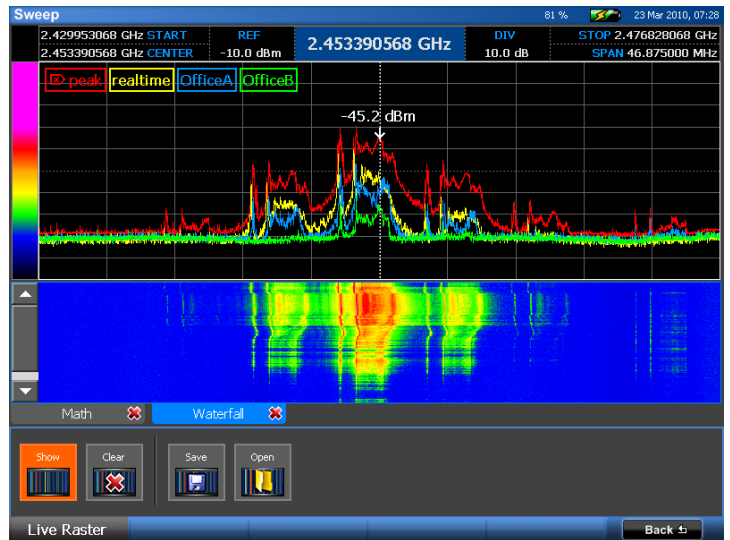 Sweep 81 % 23 Mar 2010, 07:28
2.429953068 GHz START REF 2.453390568 GHz DIV STOP 2.476828068 GHz
2.453390568 GHz CENTER -10.0 dBm 10.0 dB SPAN 46.875000 MHz
peak realtime OfficeA OfficeB
-45.2 dBm
Math Waterfall
Show Clear Save Open
Live Raster Back